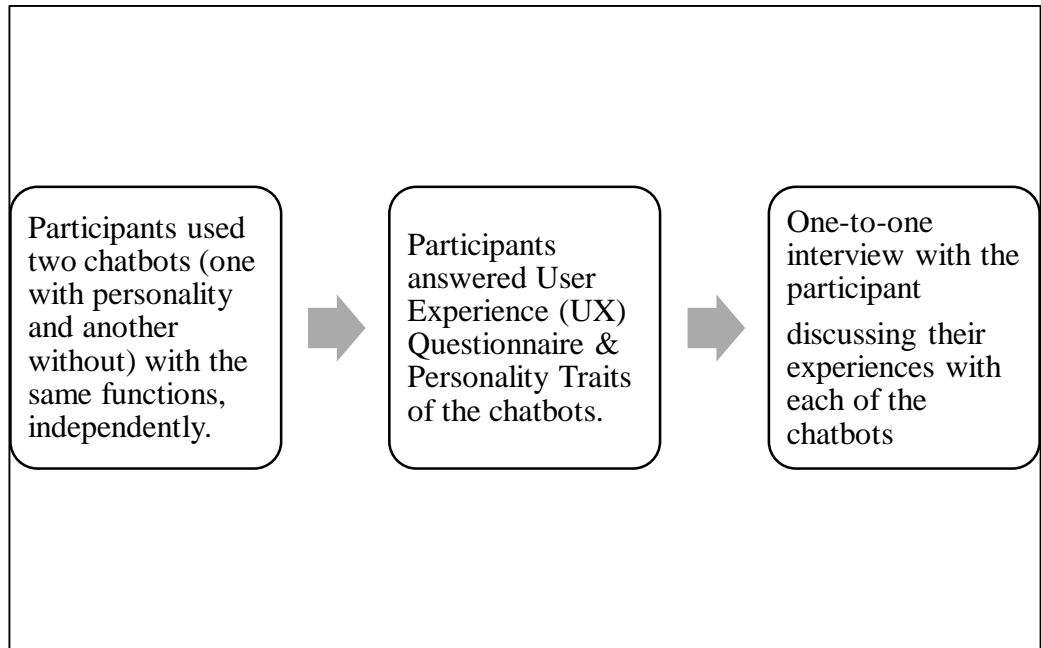 Participants used
two chatbots (one
with personality
and another
without) with the
same functions,
independently.
Participants
answered User
Experience (UX)
Questionnaire &
Personality Traits
of the chatbots.
One-to-one
interview with the
participant
discussing their
experiences with
each of the
chatbots